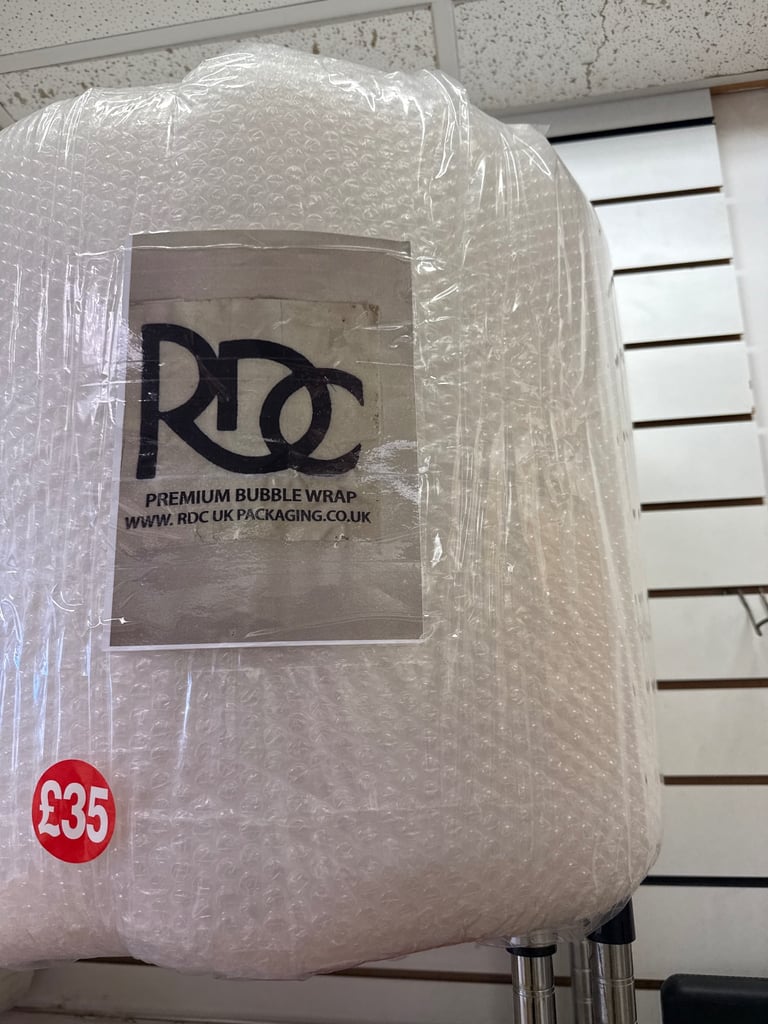 RDC
PREMIUM BUBBLE WRAP
WWW. RDC UK PACKAGING.CO.UK
£35